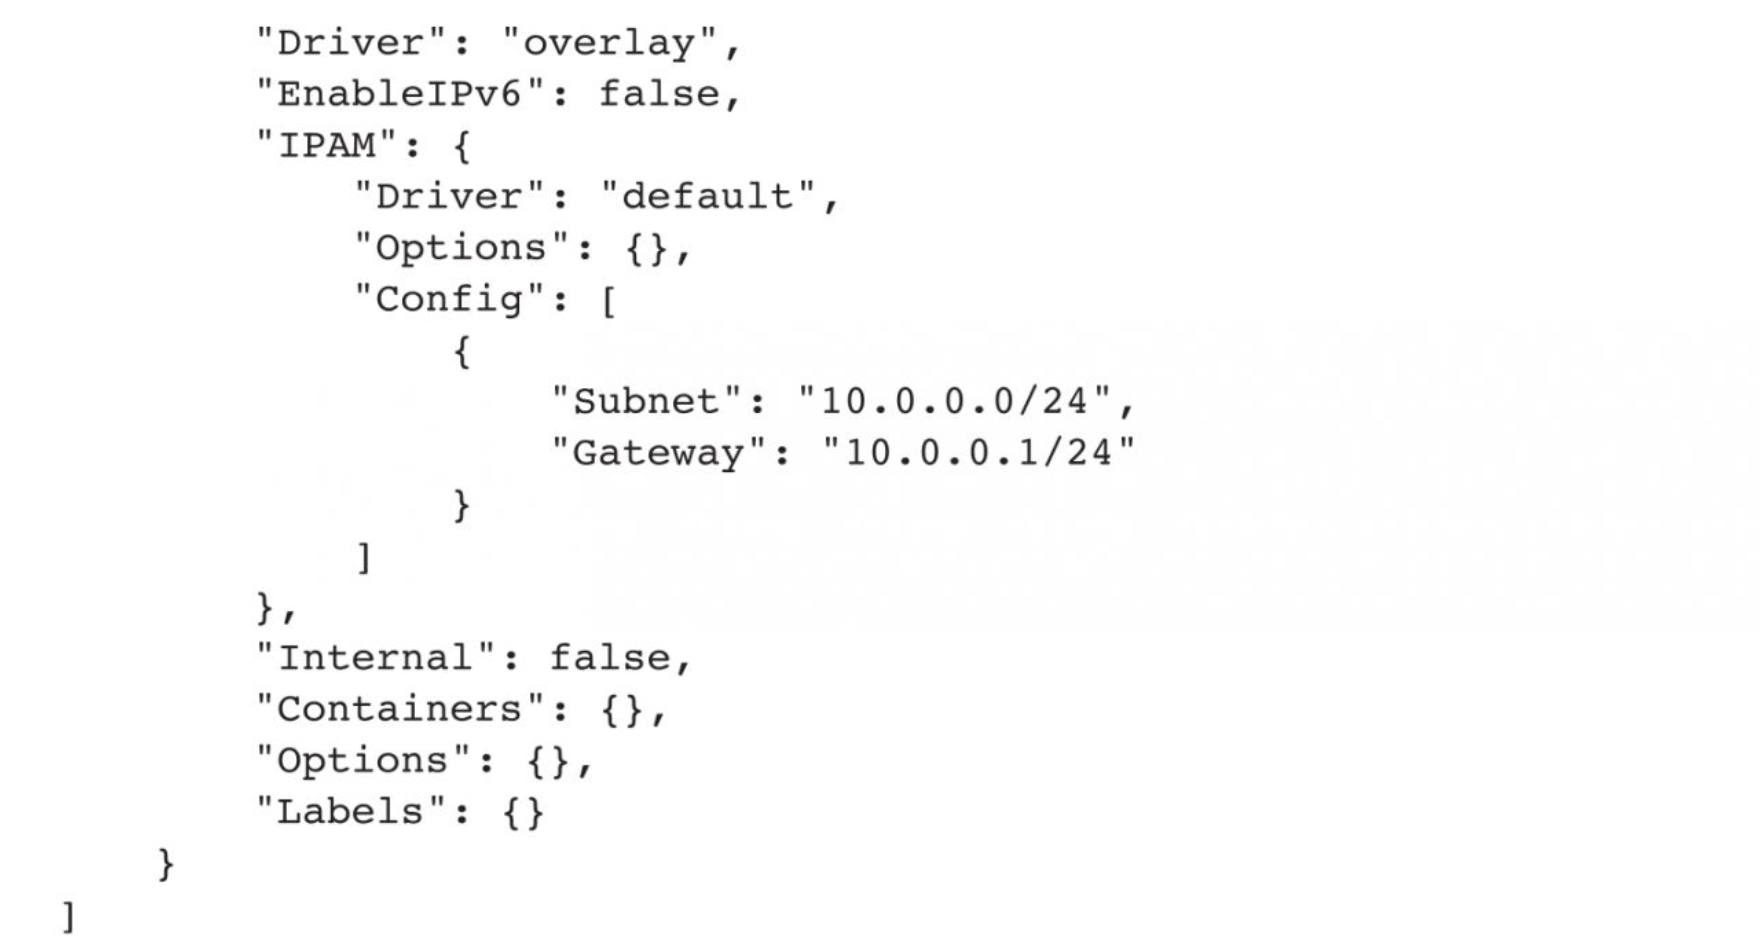 "Driver": "overlay",
"EnableIPv6": false,
"IPAM": {
"Driver": "default",
"Options": {},
"Config": [
{
"Subnet": "10.0.0.0/24",
"Gateway": "10.0.0.1/24"
}
]
},
"Internal": false,
"Containers": {},
"Options": {},
"Labels": {}
}
]